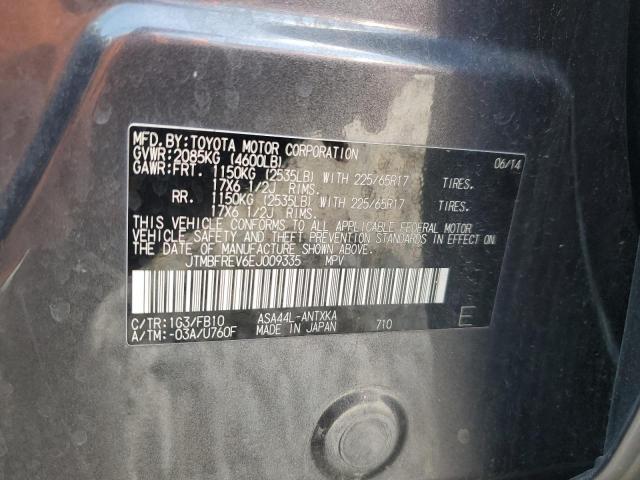 MFD.BY:TOYOTA MOTOR CORPORATION 06/14
GVWR:2085KG (4600LB)
GAWR:FRT. 1150KG (2535LB) WITH 225/65R17 TIRES.
17X6 1/2J RIMS.
RR. 1150KG (2535LB) WITH 225/65R17 TIRES.
17X6 1/2J RIMS.
THIS VEHICLE CONFORMS TO ALL APPLICABLE FEDERAL MOTOR
VEHICLE SAFETY AND THEFT PREVENTION STANDARDS IN EFFECT ON
THE DATE OF MANUFACTURE SHOWN ABOVE.
JTMBFREV6EJ009335 MPV
C/TR:1G3/FB10 ASA44L-ANTXKA
A/TM:-03A/U760F MADE IN JAPAN 710 E